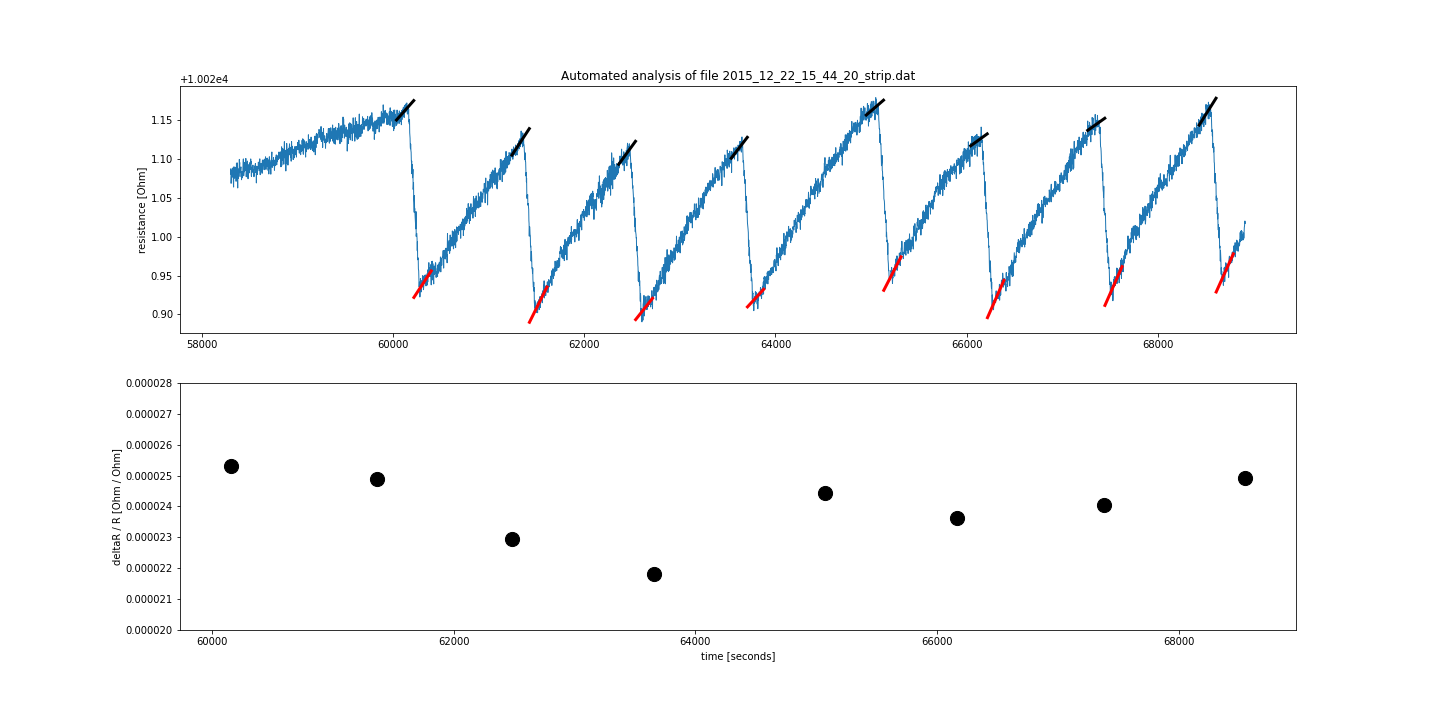 Automated analysis of file 2015_12_22_15_44_20_strip.dat
+1.002e4
1.15
1.10
1.05
1.00
0.95
0.90
resistance [Ohm]
58000 60000 62000 64000 66000 68000
0.000028
0.000027
0.000026
0.000025
0.000024
0.000023
0.000022
0.000021
0.000020
deltaR / R [Ohm / Ohm]
60000 62000 64000 66000 68000
time [seconds]